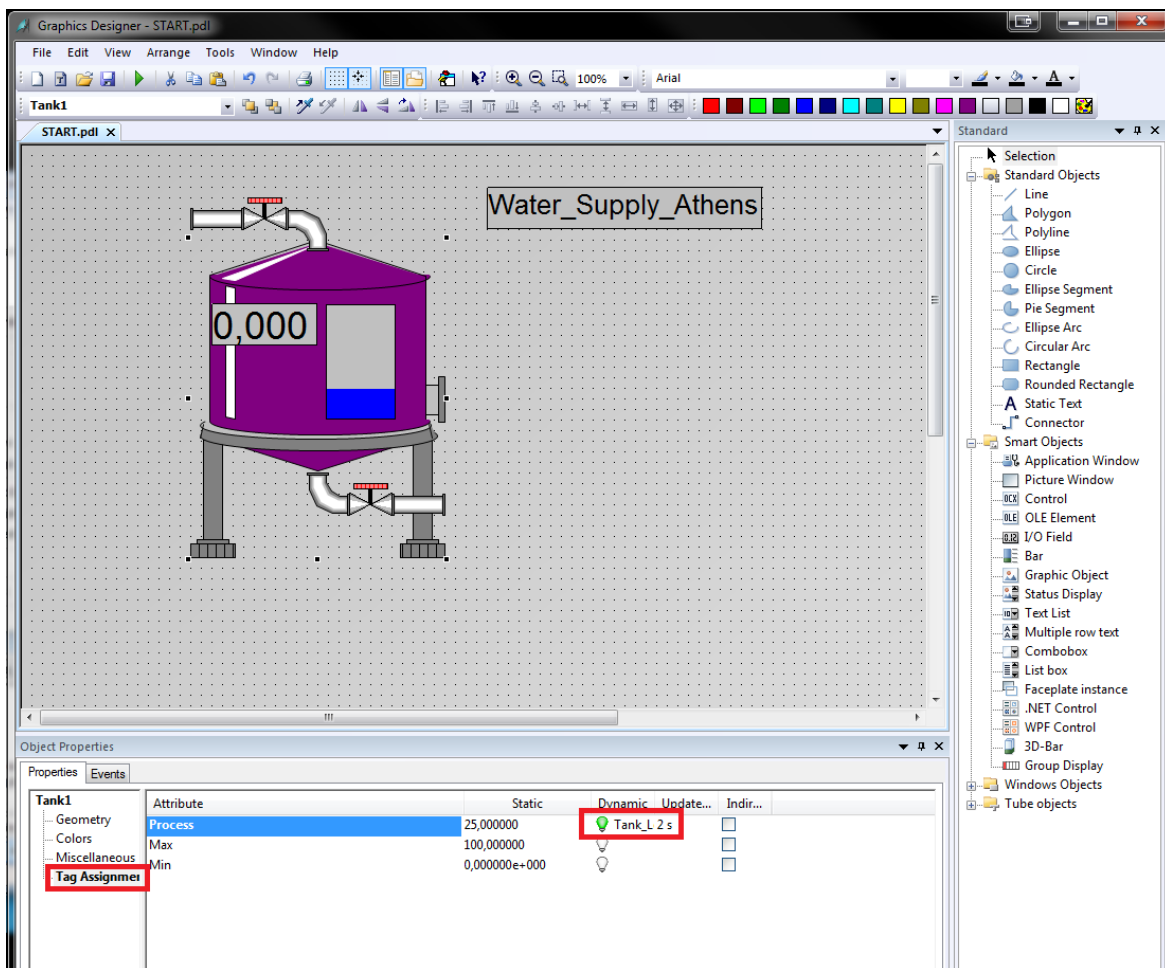 Graphics Designer - START.pdl
File Edit View Arrange Tools Window Help
100% Arial
Tank1
START.pdl
Water_Supply_Athens
0,000
Standard
Selection
Standard Objects
Line
Polygon
Polyline
Ellipse
Circle
Ellipse Segment
Pie Segment
Ellipse Arc
Circular Arc
Rectangle
Rounded Rectangle
Static Text
Connector
Smart Objects
Application Window
Picture Window
Control
OLE Element
I/O Field
Bar
Graphic Object
Status Display
Text List
Multiple row text
Combobox
List box
Faceplate instance
.NET Control
WPF Control
3D-Bar
Group Display
Windows Objects
Tube objects
Object Properties
Properties Events
Tank1
Geometry
Colors
Miscellaneous
Tag Assignmer
Attribute Static Dynamic Update... Indir...
Process 25,000000 Tank_L 2 s
Max 100,000000
Min 0,000000e+000